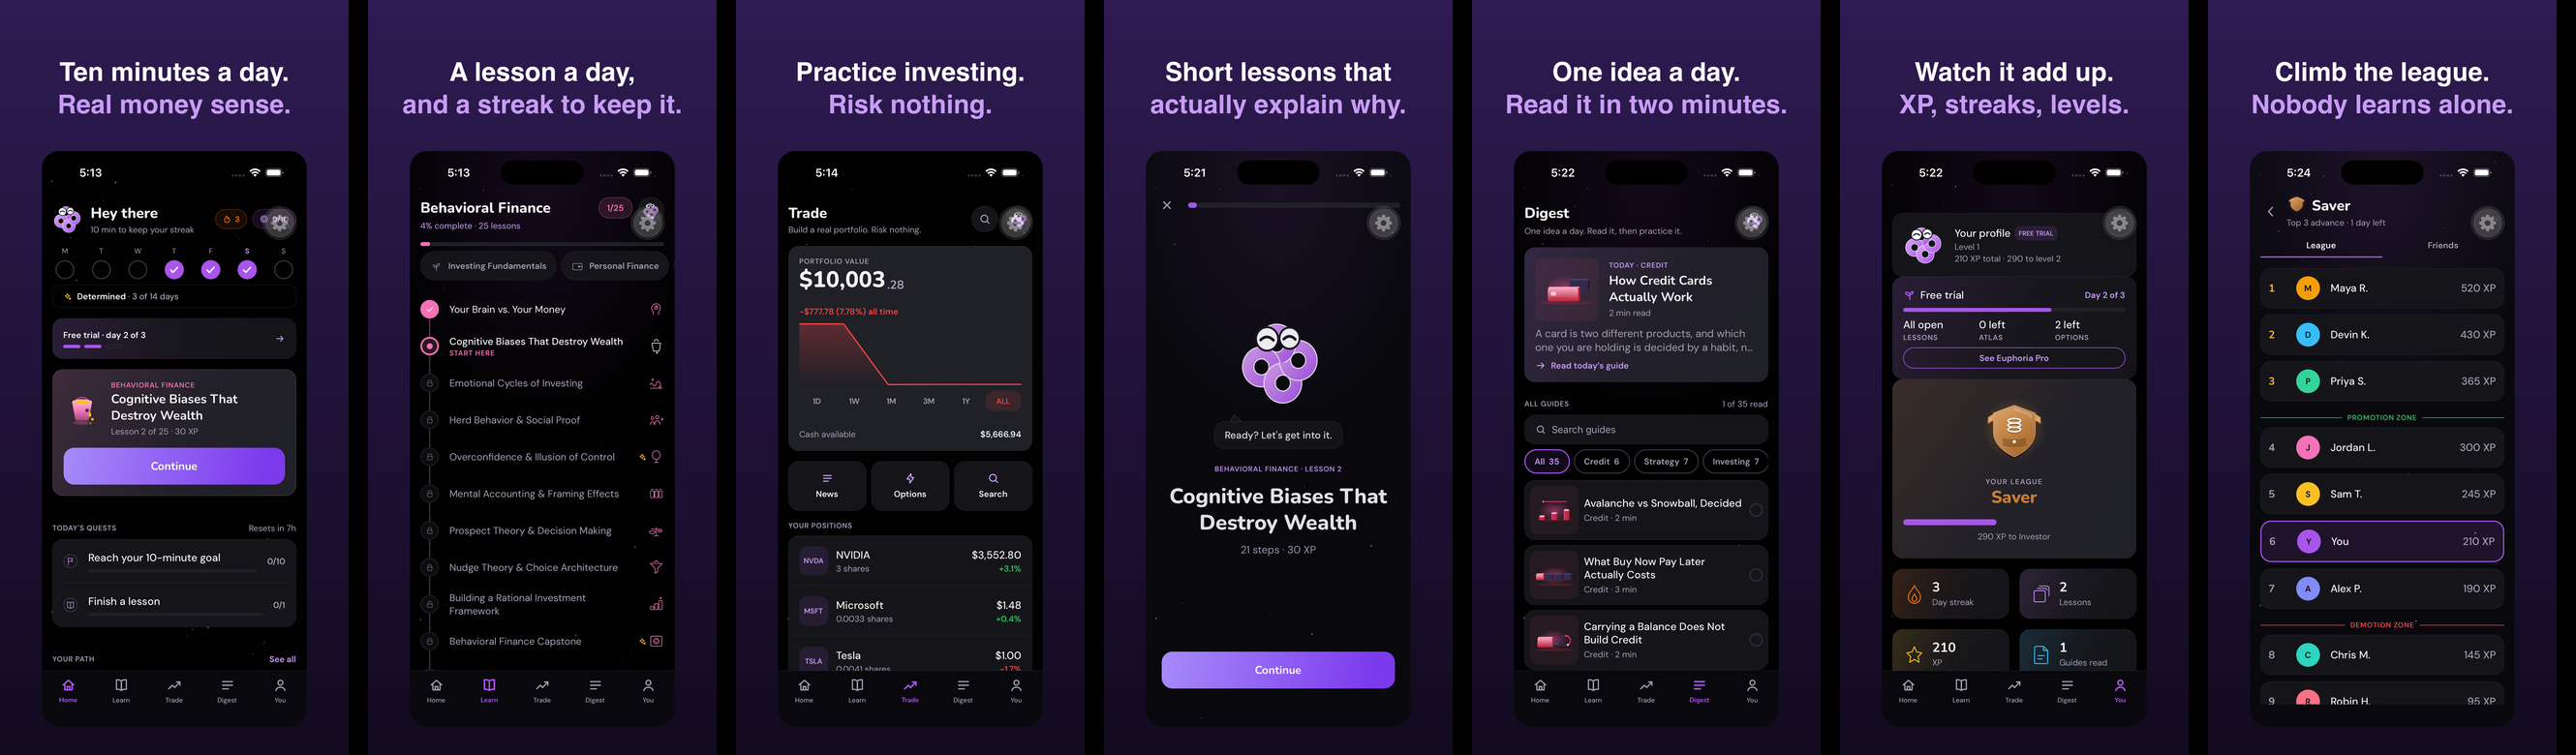 Ten minutes a day.
Real money sense.
5:13
Hey there
10 min to keep your streak
3
M T W T F S S
Determined · 3 of 14 days
Free trial · day 2 of 3
BEHAVIORAL FINANCE
Cognitive Biases That
Destroy Wealth
Lesson 2 of 25 · 30 XP
Continue
TODAY'S QUESTS
Resets in 7h
Reach your 10-minute goal
0/10
Finish a lesson
0/1
YOUR PATH
See all
Home Learn Trade Digest You
A lesson a day,
and a streak to keep it.
5:13
Behavioral Finance
1/25
4% complete · 25 lessons
Investing Fundamentals
Personal Finance
Your Brain vs. Your Money
Cognitive Biases That Destroy Wealth
START HERE
Emotional Cycles of Investing
Herd Behavior & Social Proof
Overconfidence & Illusion of Control
Mental Accounting & Framing Effects
Prospect Theory & Decision Making
Nudge Theory & Choice Architecture
Building a Rational Investment
Framework
Behavioral Finance Capstone
Home Learn Trade Digest You
Practice investing.
Risk nothing.
5:14
Trade
Build a real portfolio. Risk nothing.
PORTFOLIO VALUE
$10,003.28
-$777.78 (7.78%) all time
1D 1W 1M 3M 1Y ALL
Cash available
$5,666.94
News
Options
Search
YOUR POSITIONS
NVDA
NVIDIA
3 shares
$3,552.80
+3.1%
MSFT
Microsoft
0.0033 shares
$1.48
+0.4%
TSLA
Tesla
0.0041 shares
$1.00
-1.7%
Home Learn Trade Digest You
Short lessons that
actually explain why.
5:21
Ready? Let's get into it.
BEHAVIORAL FINANCE · LESSON 2
Cognitive Biases That
Destroy Wealth
21 steps · 30 XP
Continue
One idea a day.
Read it in two minutes.
5:22
Digest
One idea a day. Read it, then practice it.
TODAY · CREDIT
How Credit Cards
Actually Work
2 min read
A card is two different products, and which
one you are holding is decided by a habit, n...
Read today's guide
ALL GUIDES
1 of 35 read
Search guides
All 35
Credit 6
Strategy 7
Investing 7
Avalanche vs Snowball, Decided
Credit · 2 min
What Buy Now Pay Later
Actually Costs
Credit · 3 min
Carrying a Balance Does Not
Build Credit
Credit · 2 min
Home Learn Trade Digest You
Watch it add up.
XP, streaks, levels.
5:22
Your profile
FREE TRIAL
Level 1
210 XP total · 290 to level 2
Free trial
Day 2 of 3
All open
LESSONS
0 left
ATLAS
2 left
OPTIONS
See Euphoria Pro
YOUR LEAGUE
Saver
290 XP to Investor
3
Day streak
2
Lessons
210
XP
1
Guides read
Home Learn Trade Digest You
Climb the league.
Nobody learns alone.
5:24
Saver
Top 3 advance · 1 day left
League
Friends
1 M Maya R. 520 XP
2 D Devin K. 430 XP
3 P Priya S. 365 XP
PROMOTION ZONE
4 J Jordan L. 300 XP
5 S Sam T. 245 XP
6 Y You 210 XP
7 A Alex P. 190 XP
DEMOTION ZONE
8 C Chris M. 145 XP
9 R Robin H. 95 XP